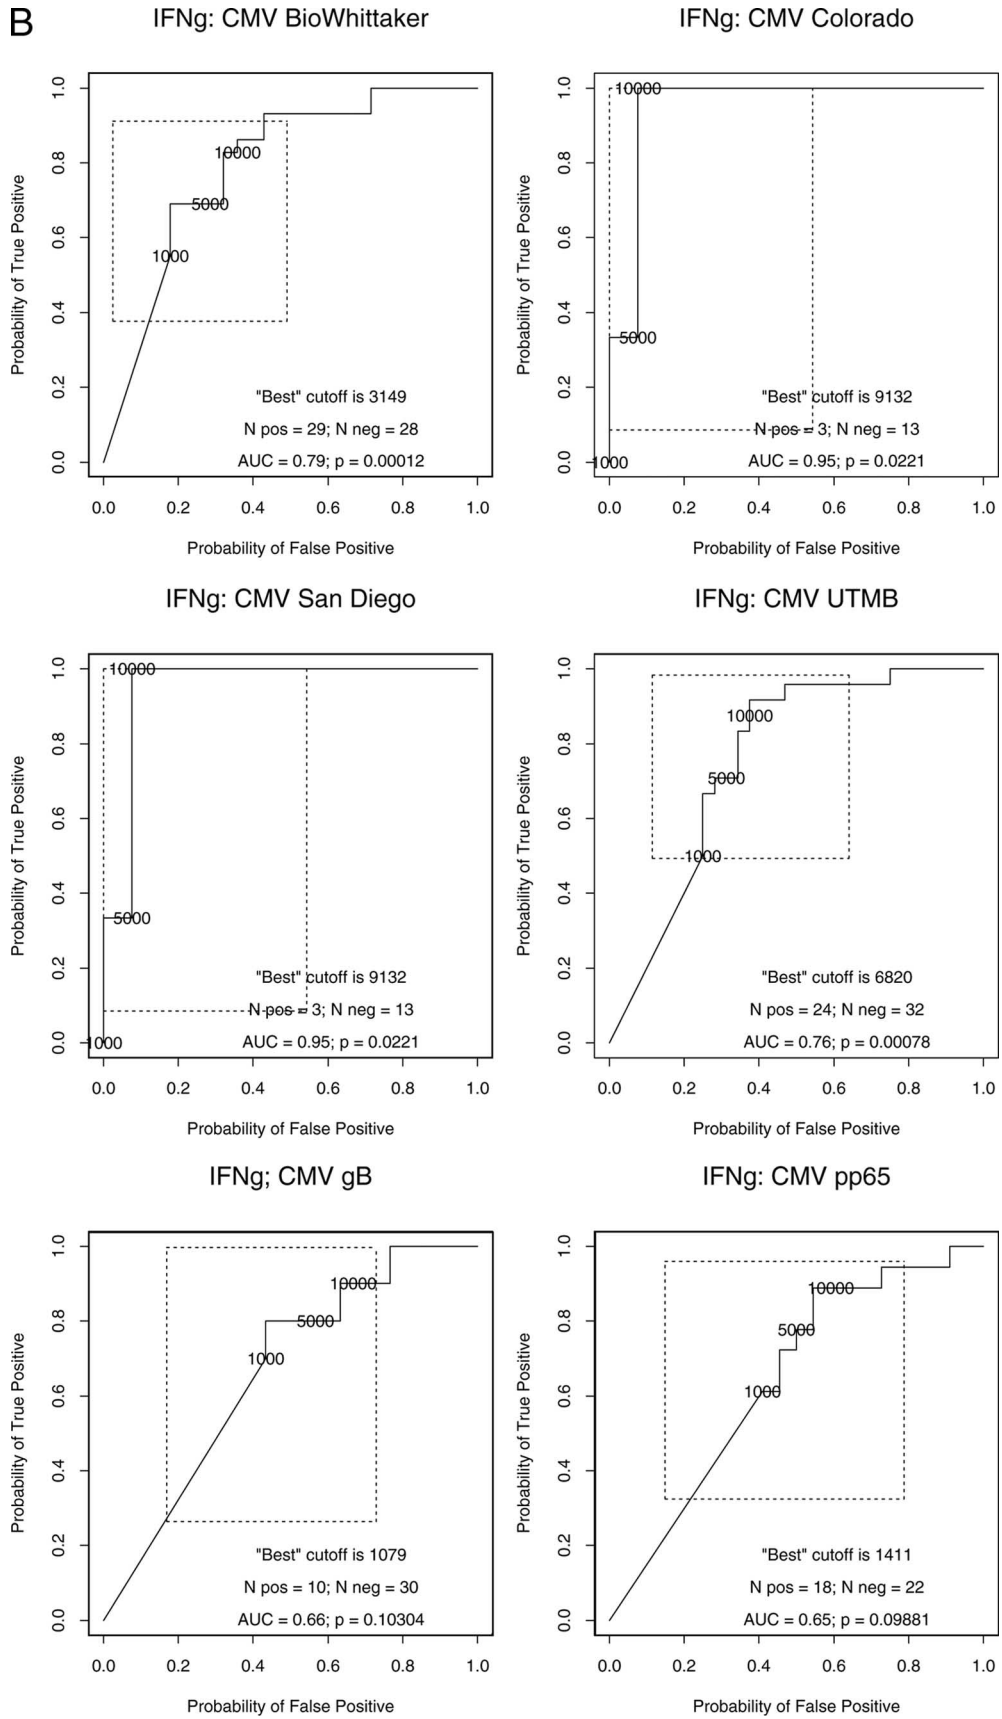 B
IFNg: CMV BioWhittaker
Probability of True Positive
1.0
0.8
0.6
0.4
0.2
0.0
10000
5000
1000
"Best" cutoff is 3149
N pos = 29; N neg = 28
AUC = 0.79; p = 0.00012
0.0 0.2 0.4 0.6 0.8 1.0
Probability of False Positive
IFNg: CMV Colorado
Probability of True Positive
1.0
0.8
0.6
0.4
0.2
0.0
10000
5000
1000
"Best" cutoff is 9132
N pos = 3; N neg = 13
AUC = 0.95; p = 0.0221
0.0 0.2 0.4 0.6 0.8 1.0
Probability of False Positive
IFNg: CMV San Diego
Probability of True Positive
1.0
0.8
0.6
0.4
0.2
0.0
10000
5000
1000
"Best" cutoff is 9132
N pos = 3; N neg = 13
AUC = 0.95; p = 0.0221
0.0 0.2 0.4 0.6 0.8 1.0
Probability of False Positive
IFNg: CMV UTMB
Probability of True Positive
1.0
0.8
0.6
0.4
0.2
0.0
10000
5000
1000
"Best" cutoff is 6820
N pos = 24; N neg = 32
AUC = 0.76; p = 0.00078
0.0 0.2 0.4 0.6 0.8 1.0
Probability of False Positive
IFNg; CMV gB
Probability of True Positive
1.0
0.8
0.6
0.4
0.2
0.0
10000
5000
1000
"Best" cutoff is 1079
N pos = 10; N neg = 30
AUC = 0.66; p = 0.10304
0.0 0.2 0.4 0.6 0.8 1.0
Probability of False Positive
IFNg: CMV pp65
Probability of True Positive
1.0
0.8
0.6
0.4
0.2
0.0
10000
5000
1000
"Best" cutoff is 1411
N pos = 18; N neg = 22
AUC = 0.65; p = 0.09881
0.0 0.2 0.4 0.6 0.8 1.0
Probability of False Positive